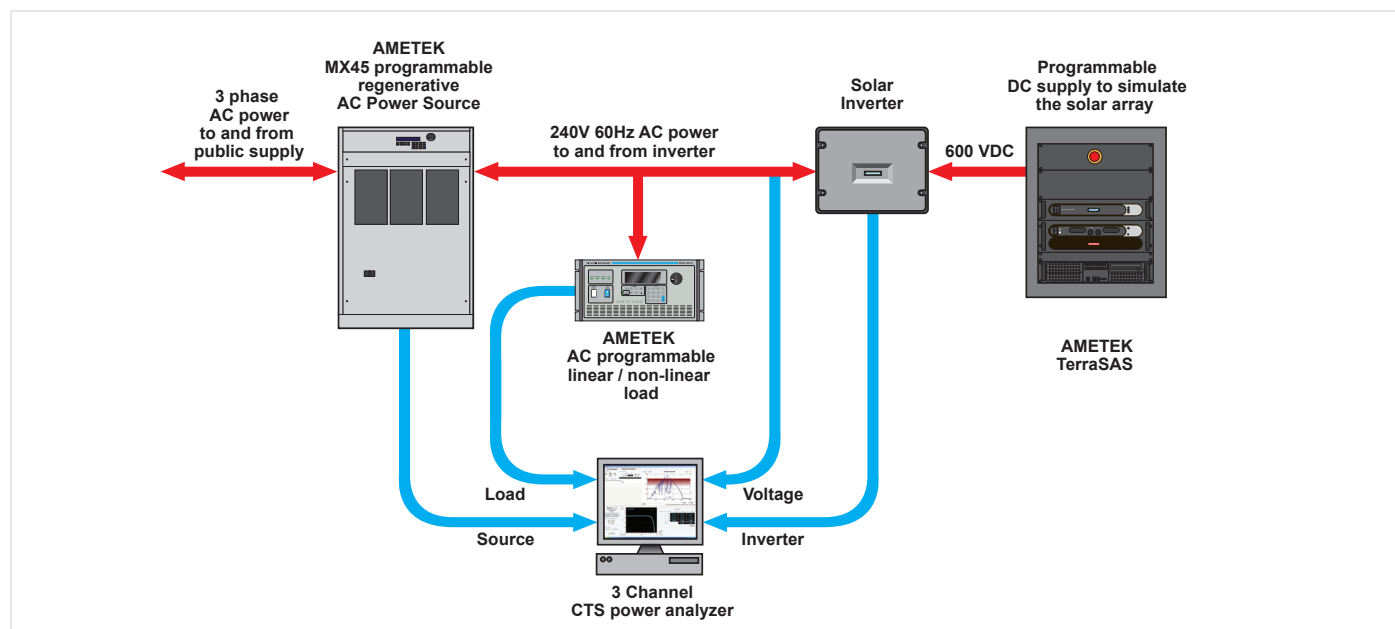 AMETEK
MX45 programmable
regenerative
AC Power Source
3 phase
AC power
to and from
public supply
240V 60Hz AC power
to and from inverter
Solar
Inverter
Programmable
DC supply to simulate
the solar array
600 VDC
AMETEK
AC programmable
linear / non-linear
load
AMETEK
TerraSAS
Load
Voltage
Source
Inverter
3 Channel
CTS power analyzer